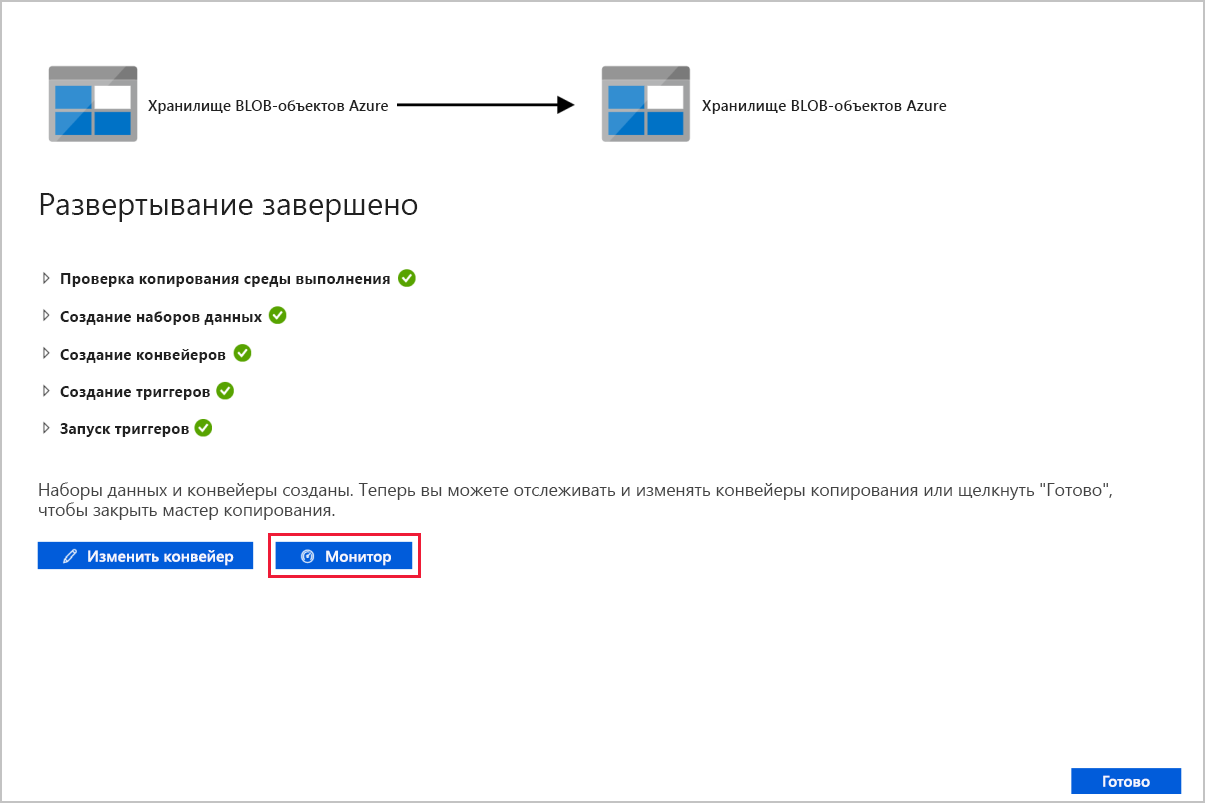 Хранилище BLOB-объектов Azure
Хранилище BLOB-объектов Azure
Развертывание завершено
Проверка копирования среды выполнения
Создание наборов данных
Создание конвейеров
Создание триггеров
Запуск триггеров
Наборы данных и конвейеры созданы. Теперь вы можете отслеживать и изменять конвейеры копирования или щелкнуть "Готово",
чтобы закрыть мастер копирования.
Изменить конвейер
Монитор
Готово